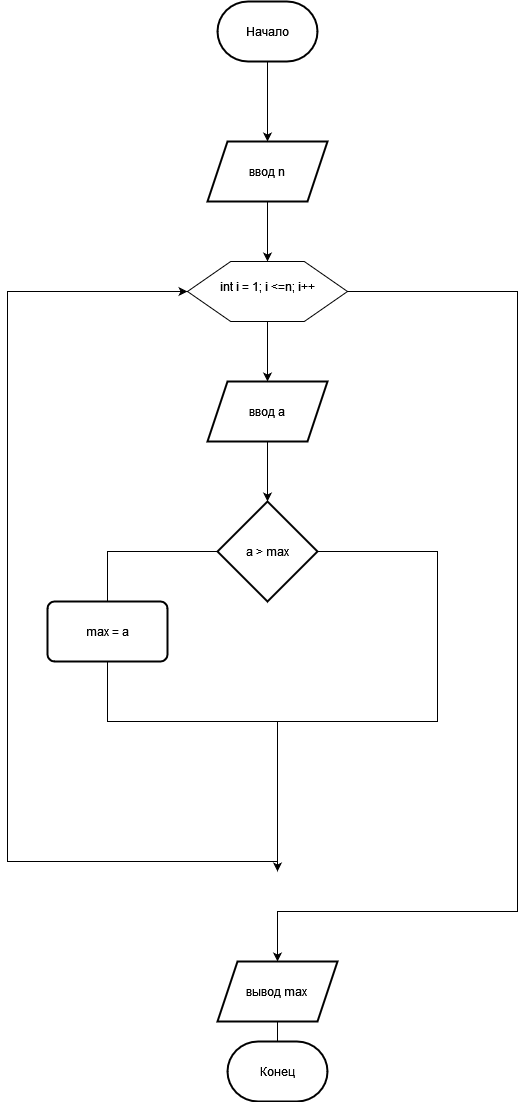 Начало
ввод n
int i = 1; i <=n; i++
ввод a
a > max
max = a
вывод max
Конец